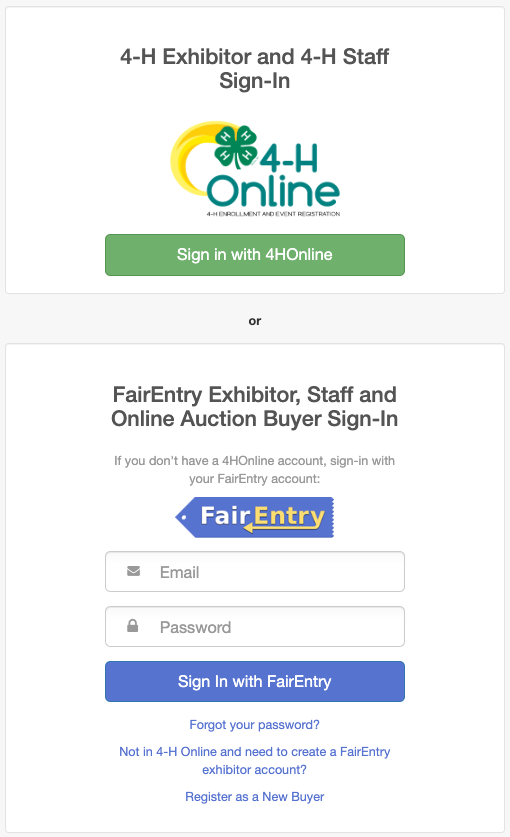 4-H Exhibitor and 4-H Staff
Sign-In
H H H H
4-H
Online
4-H ENROLLMENT AND EVENT REGISTRATION
Sign in with 4HOnline
or
FairEntry Exhibitor, Staff and
Online Auction Buyer Sign-In
If you don't have a 4HOnline account, sign-in with
your FairEntry account:
FairEntry
Email
Password
Sign In with FairEntry
Forgot your password?
Not in 4-H Online and need to create a FairEntry
exhibitor account?
Register as a New Buyer